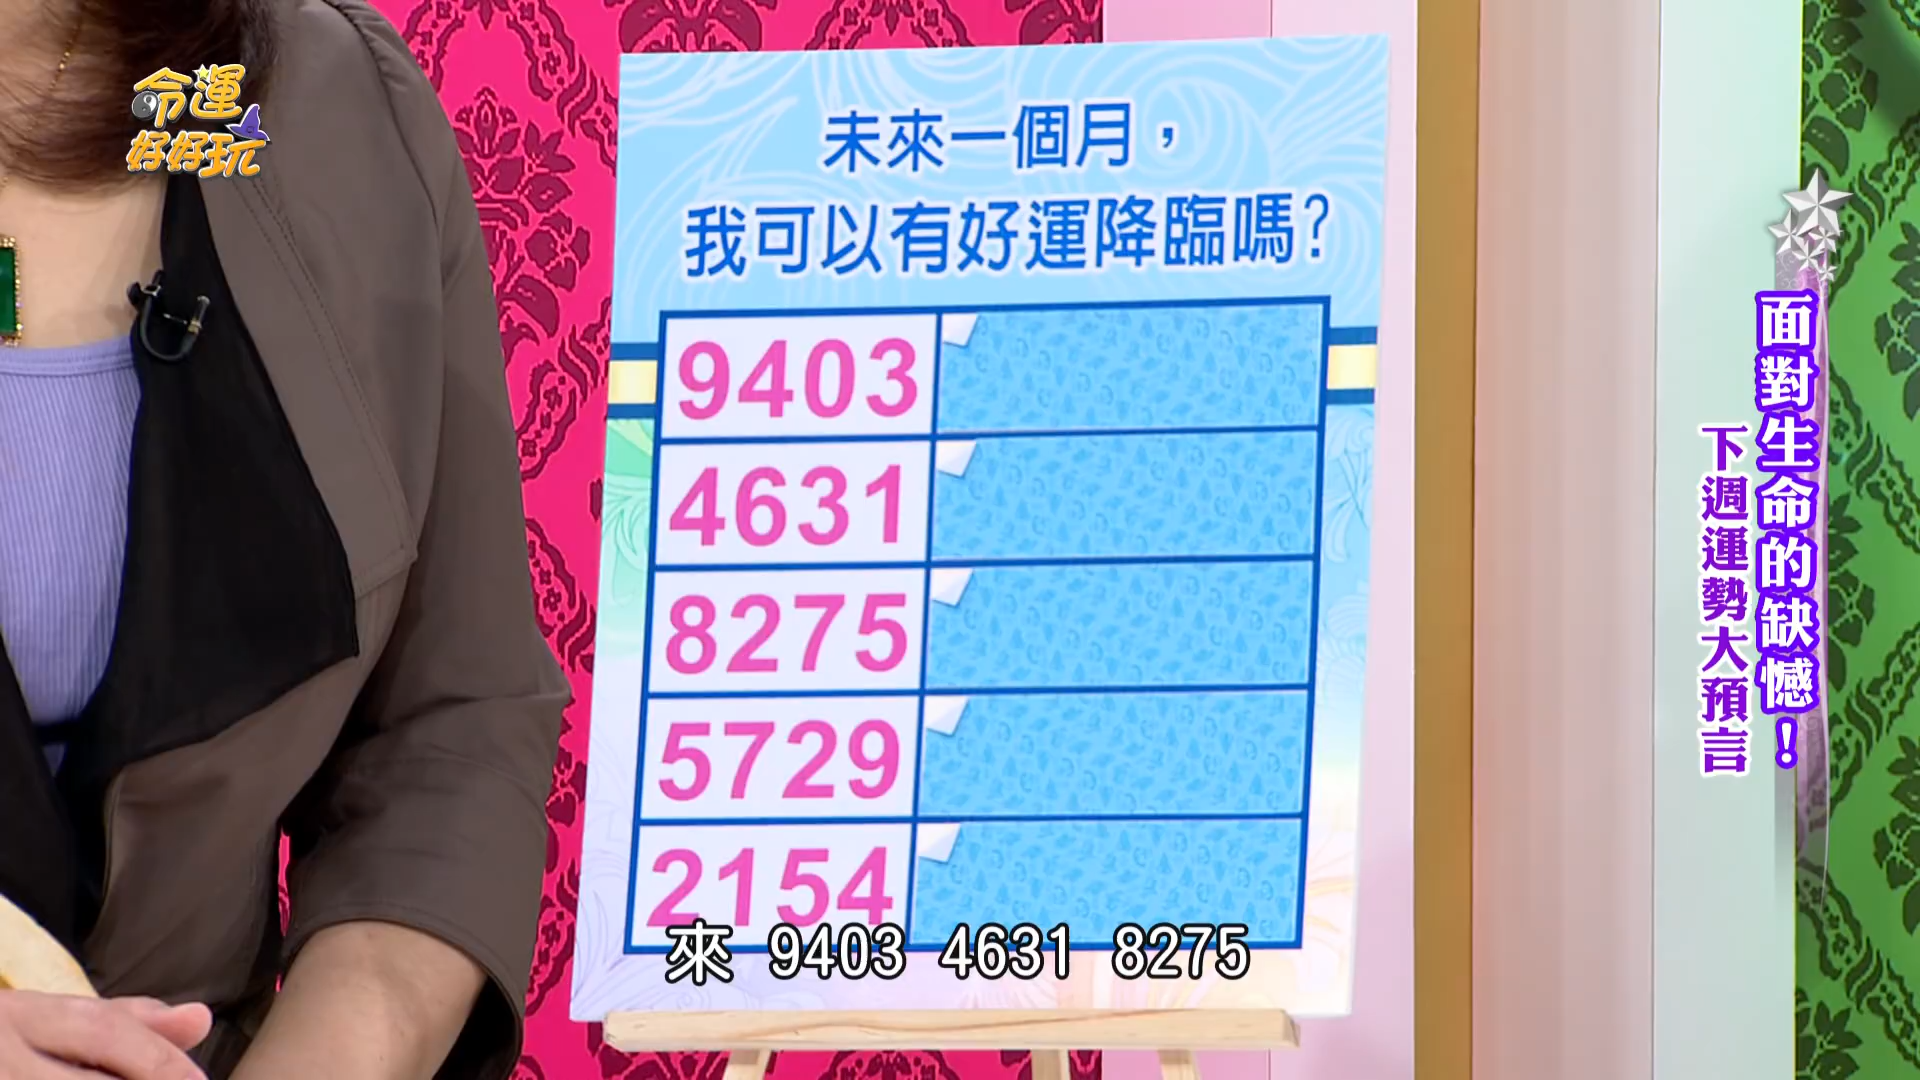 命運
好好玩
未來一個月，
我可以有好運降臨嗎?
9403
4631
8275
5729
2154
面對生命的缺憾！
下週運勢大預言
來 9403 4631 8275